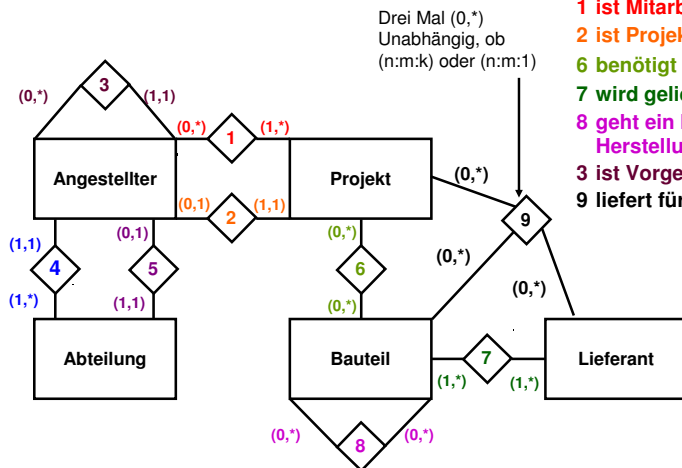 Drei Mal (0,*)
Unabhängig, ob
(n:m:k) oder (n:m:1)
1 ist
2 ist
6 benötigt
7 wird
8 geht ein
3 ist
9 liefert für
(0,*)
3
(1,1)
(0,*)
1
(1,*)
Angestellter
Projekt
(0,*)
(0,1)
2
(1,1)
9
(1,1)
(0,1)
(0,*)
(0,*)
4
5
6
(0,*)
(1,*)
(1,1)
(0,*)
Abteilung
Bauteil
7
Lieferant
(1,*)
(1,*)
(0,*)
8
(0,*)